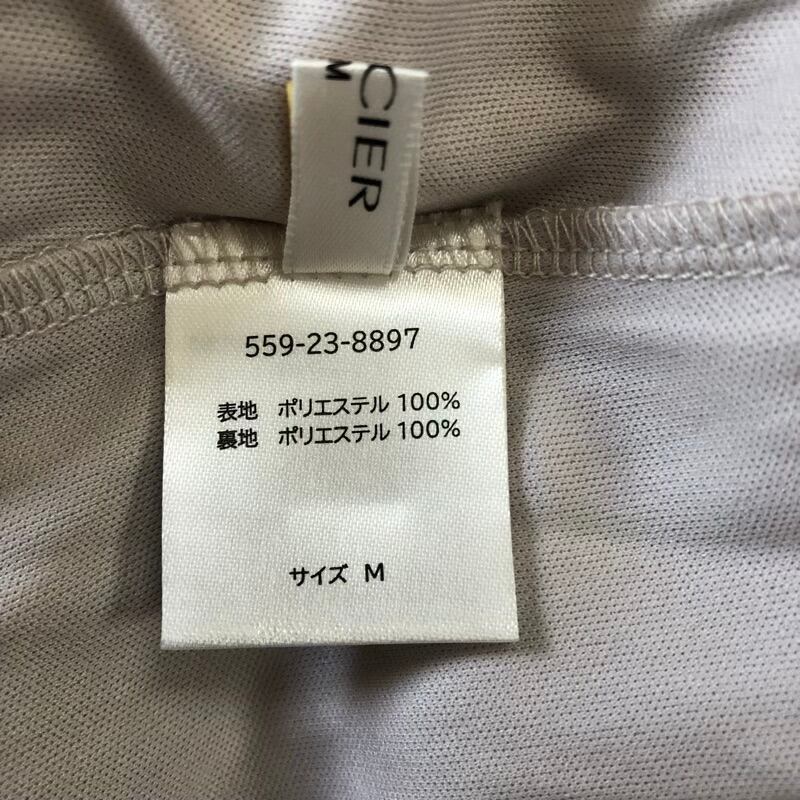 CIER
M
559-23-8897
表地 ポリエステル 100%
裏地 ポリエステル 100%
サイズ M